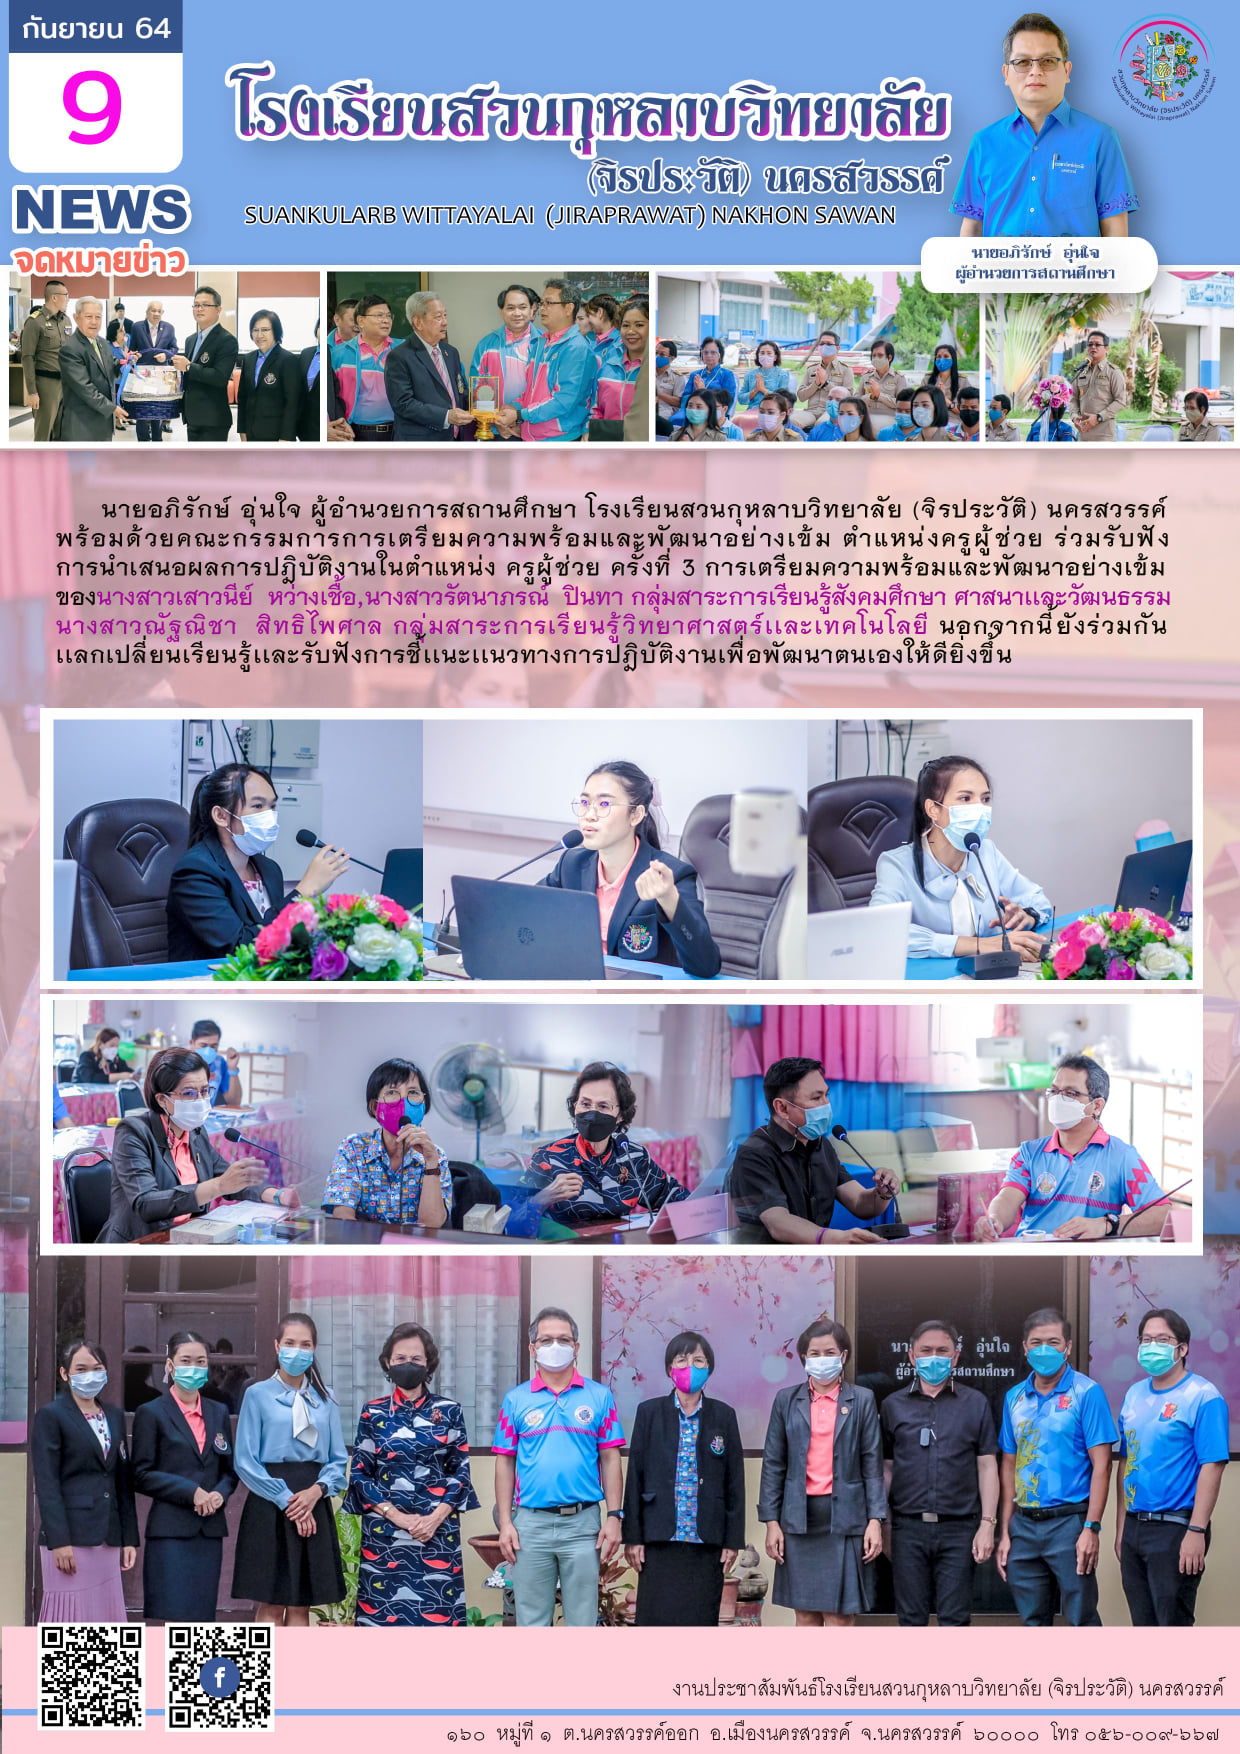 กันยายน 64
9
NEWS
จดหมายข่าว
โรงเรียนสวนกุหลาบวิทยาลัย
(จิรประวัติ) นครสวรรค์
SUANKULARB WITTAYALAI (JIRAPRAWAT) NAKHON SAWAN
นายอภิรักษ์ อุ่นใจ
ผู้อำนวยการสถานศึกษา
นายอภิรักษ์ อุ่นใจ ผู้อำนวยการสถานศึกษา โรงเรียนสวนกุหลาบวิทยาลัย (จิรประวัติ) นครสวรรค์
พร้อมด้วยคณะกรรมการการเตรียมความพร้อมและพัฒนาอย่างเข้ม ตำแหน่งครูผู้ช่วย ร่วมรับฟัง
การนำเสนอผลการปฏิบัติงานในตำแหน่ง ครูผู้ช่วย ครั้งที่ 3 การเตรียมความพร้อมและพัฒนาอย่างเข้ม
ของนางสาวเสาวนีย์ หว่างเชื้อ,นางสาวรัตนาภรณ์ ปินทา กลุ่มสาระการเรียนรู้สังคมศึกษา ศาสนาและวัฒนธรรม
นางสาวณัฐณิชา สิทธิไพศาล กลุ่มสาระการเรียนรู้วิทยาศาสตร์และเทคโนโลยี นอกจากนี้ยังร่วมกัน
แลกเปลี่ยนเรียนรู้และรับฟังการชี้แนะแนวทางการปฏิบัติงานเพื่อพัฒนาตนเองให้ดียิ่งขึ้น
ASUS
อุ่นใจ
งานประชาสัมพันธ์โรงเรียนสวนกุหลาบวิทยาลัย (จิรประวัติ) นครสวรรค์
๑๖๐ หมู่ที่ ๑ ต.นครสวรรค์ออก อ.เมืองนครสวรรค์ จ.นครสวรรค์ ๖๐๐๐๐ โทร ๐๕๖-๐๐๙-๖๖๗